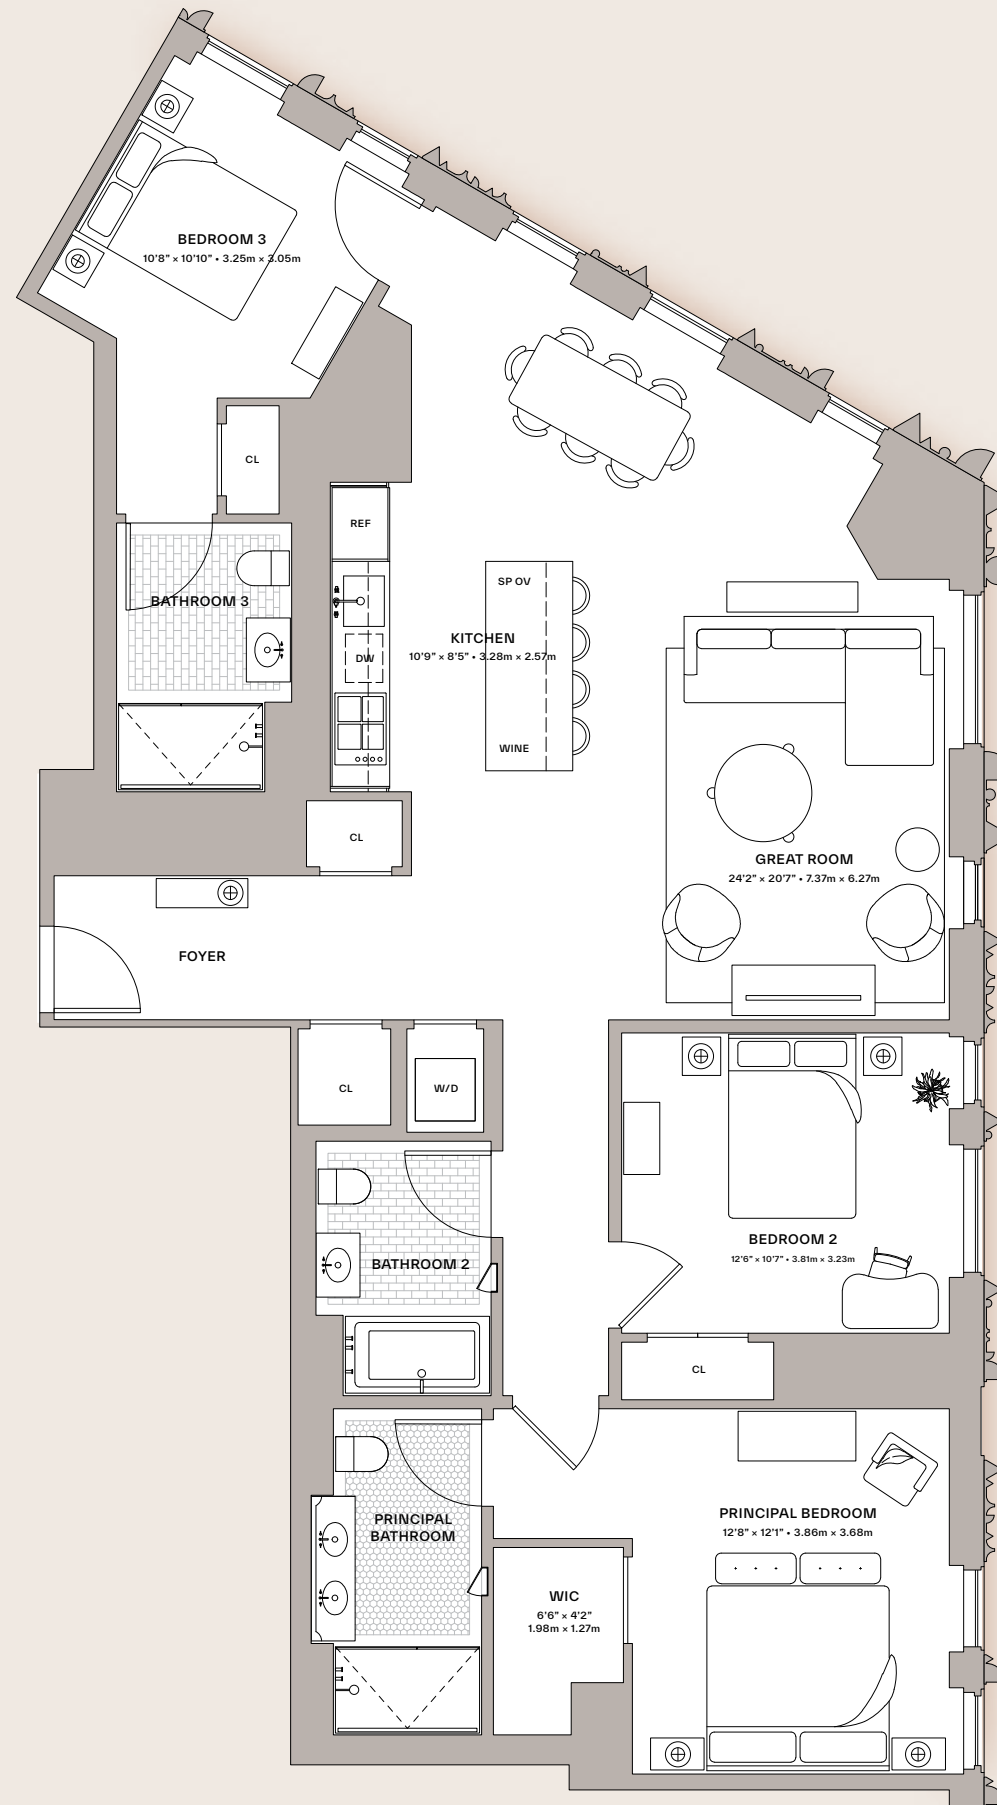 BEDROOM 3
10'8" × 10'10" • 3.25m × 3.05m
CL
REF
SP OV
BATHROOM 3
KITCHEN
10'9" × 8'5" • 3.28m × 2.57m
DW
WINE
CL
GREAT ROOM
24'2" × 20'7" • 7.37m × 6.27m
FOYER
CL
W/D
BEDROOM 2
12'6" × 10'7" • 3.81m × 3.23m
BATHROOM 2
CL
PRINCIPAL
BATHROOM
PRINCIPAL BEDROOM
12'8" × 12'1" • 3.86m × 3.68m
WIC
6'6" × 4'2"
1.98m × 1.27m